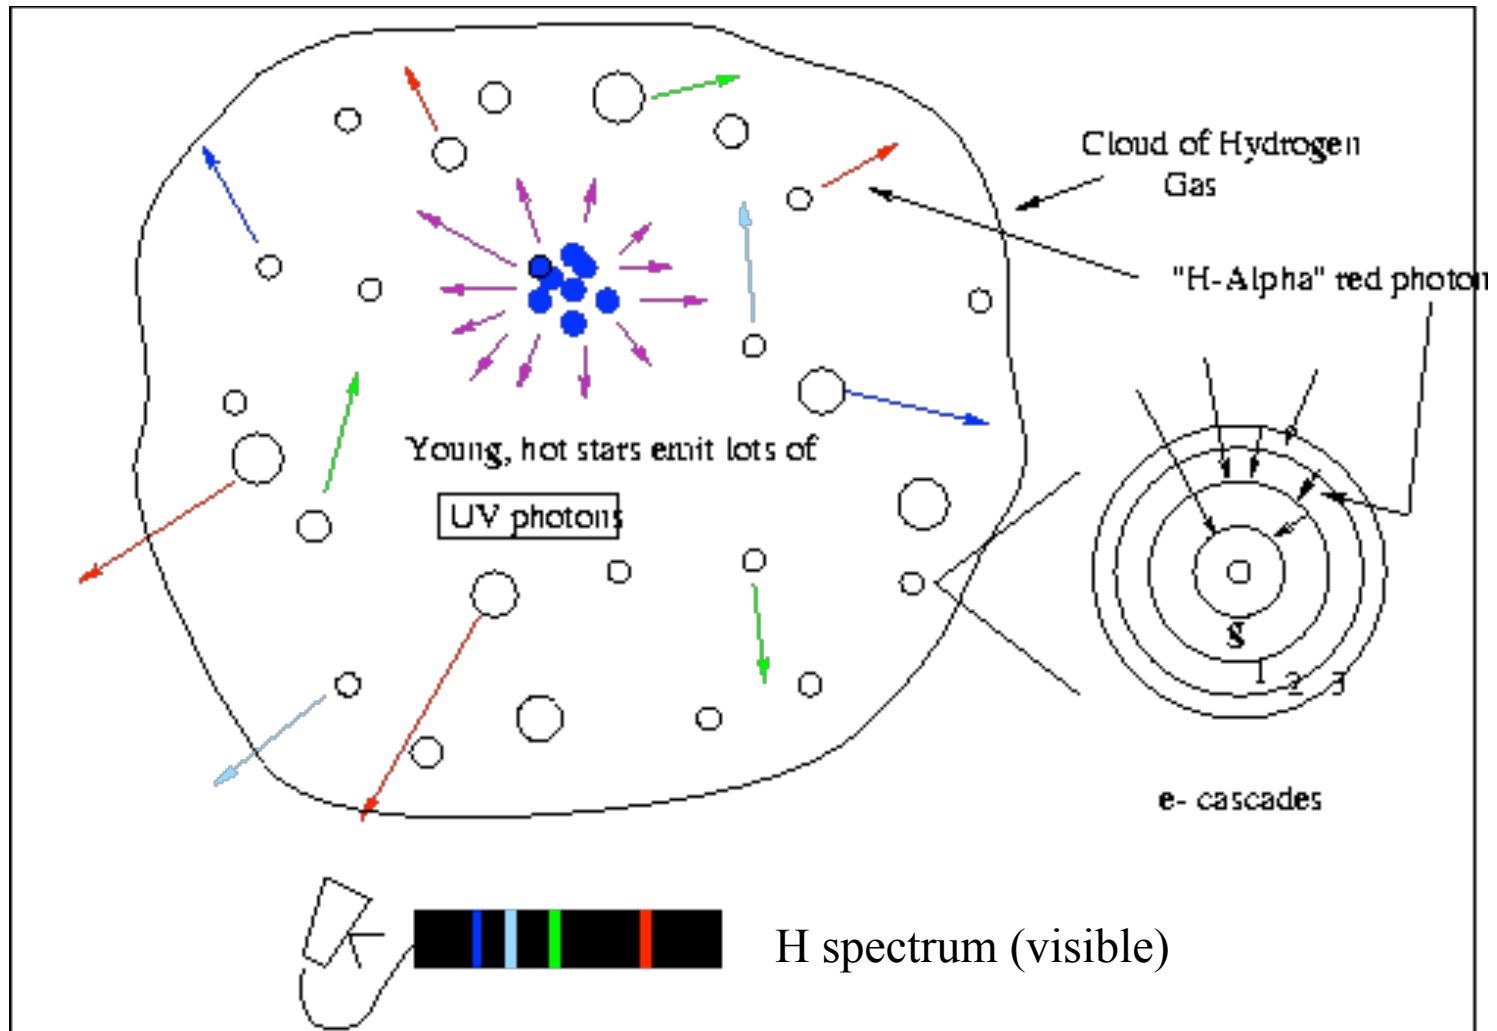 Cloud of Hydrogen
Gas
"H-Alpha" red photon
Young, hot stars emit lots of
UV photons
g
1 2 3
e- cascades
H spectrum (visible)